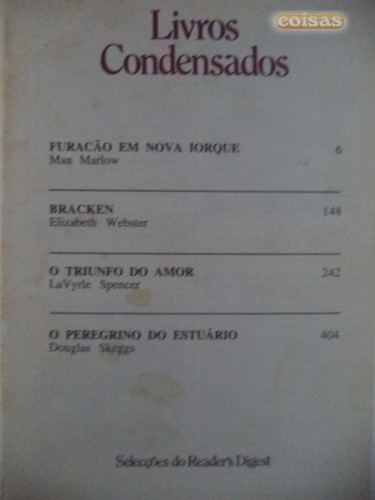 coisas
Livros
Condensados
FURACÃO EM NOVA IORQUE 6
Max Marlow
BRACKEN 148
Elizabeth Webster
O TRIUNFO DO AMOR 242
LaVyrle Spencer
O PEREGRINO DO ESTUÁRIO 404
Douglas Skeggs
Selecções do Reader's Digest